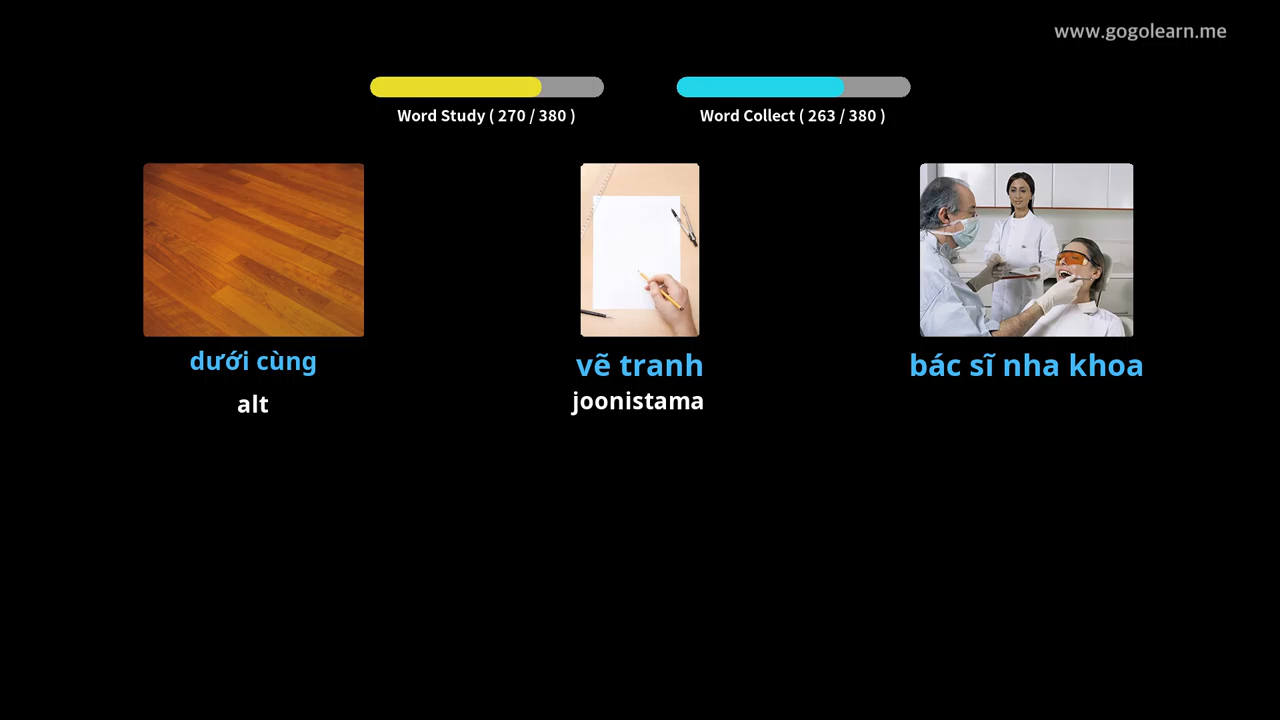 www.gogolearn.me
Word Study ( 270 / 380 )
Word Collect ( 263 / 380 )
dưới cùng
alt
vẽ tranh
joonistama
bác sĩ nha khoa